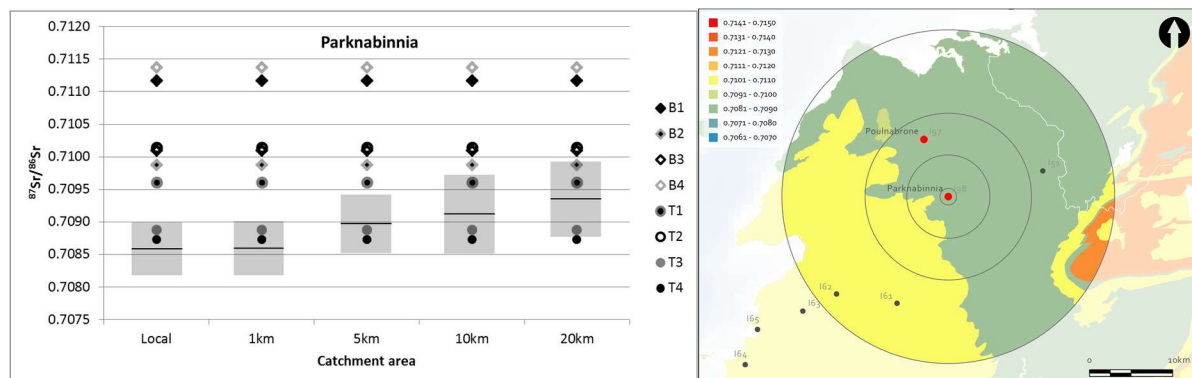 Parknabinnia
0.7120
0.7115
0.7110
0.7105
0.7100
0.7095
0.7090
0.7085
0.7080
0.7075
⁸⁷Sr/⁸⁶Sr
Local
1km
5km
10km
20km
Catchment area
B1
B2
B3
B4
T1
T2
T3
T4
0.7141 - 0.7150
0.7131 - 0.7140
0.7121 - 0.7130
0.7111 - 0.7120
0.7101 - 0.7110
0.7091 - 0.7100
0.7081 - 0.7090
0.7071 - 0.7080
0.7061 - 0.7070
Poulnabrone
I97
I52
Parknabinnia
I98
I62
I61
I63
I65
I64
0
10km